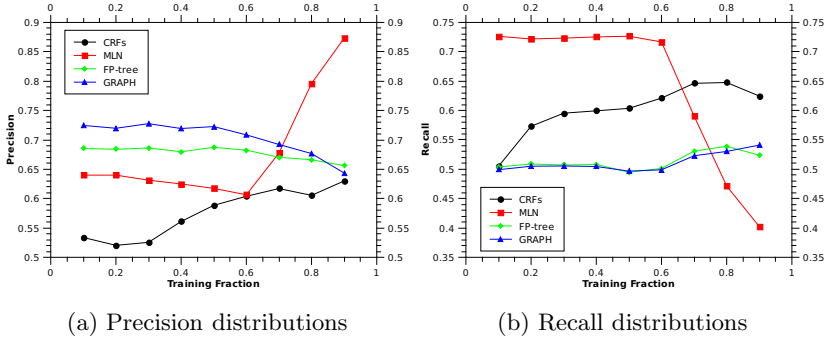 0 0.2 0.4 0.6 0.8 1
0.9 0.9
0.85 0.85
0.8 0.8
0.75 0.75
0.7 0.7
0.65 0.65
0.6 0.6
0.55 0.55
0.5 0.5
0 0.2 0.4 0.6 0.8 1
Precision
Training Fraction
CRFs
MLN
FP-tree
GRAPH
(a) Precision distributions
0 0.2 0.4 0.6 0.8 1
0.75 0.75
0.7 0.7
0.65 0.65
0.6 0.6
0.55 0.55
0.5 0.5
0.45 0.45
0.4 0.4
0.35 0.35
0 0.2 0.4 0.6 0.8 1
Recall
Training Fraction
CRFs
MLN
FP-tree
GRAPH
(b) Recall distributions